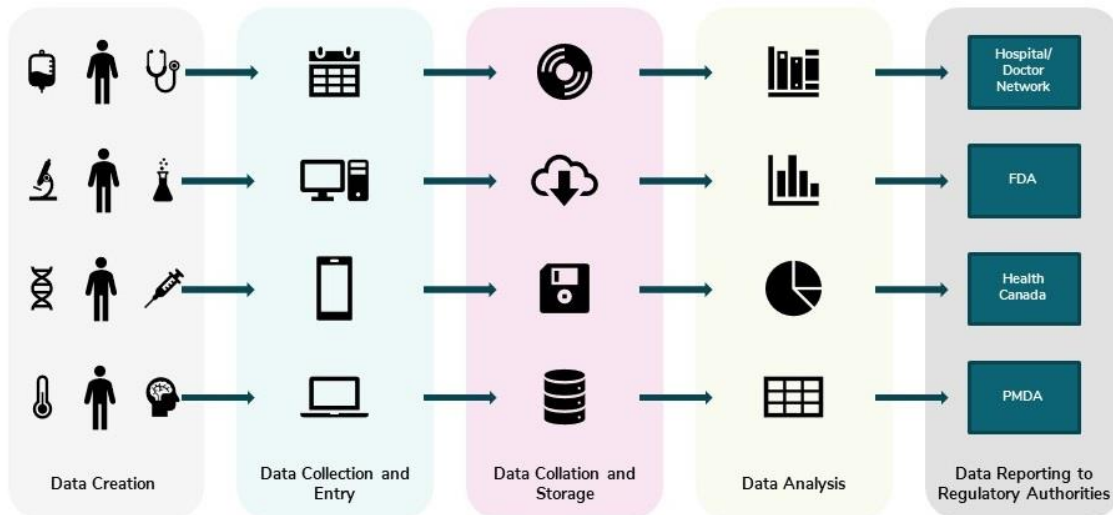 Hospital/
Doctor
Network
FDA
Health
Canada
PMDA
Data Creation
Data Collection and
Entry
Data Collation and
Storage
Data Analysis
Data Reporting to
Regulatory Authorities